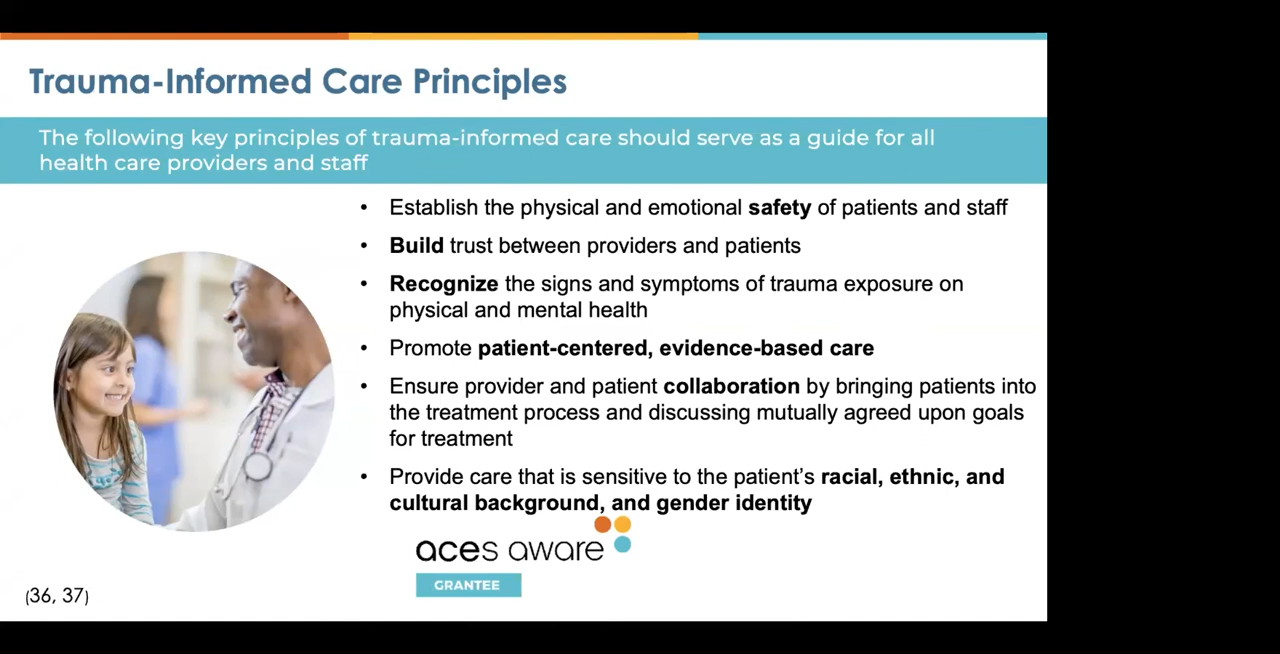 Trauma-Informed Care Principles
The following key principles of trauma-informed care should serve as a guide for all
health care providers and staff
• Establish the physical and emotional safety of patients and staff
• Build trust between providers and patients
• Recognize the signs and symptoms of trauma exposure on
physical and mental health
• Promote patient-centered, evidence-based care
• Ensure provider and patient collaboration by bringing patients into
the treatment process and discussing mutually agreed upon goals
for treatment
• Provide care that is sensitive to the patient’s racial, ethnic, and
cultural background, and gender identity
aces aware
GRANTEE
(36, 37)